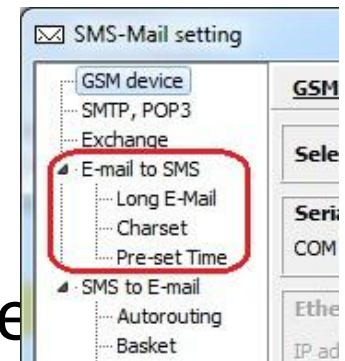 SMS-Mail setting
GSM device
SMTP, POP3
Exchange
E-mail to SMS
Long E-Mail
Charset
Pre-set Time
SMS to E-mail
Autorouting
Basket
GSM
Sele
Seria
COM
Ethe
IP ad
e